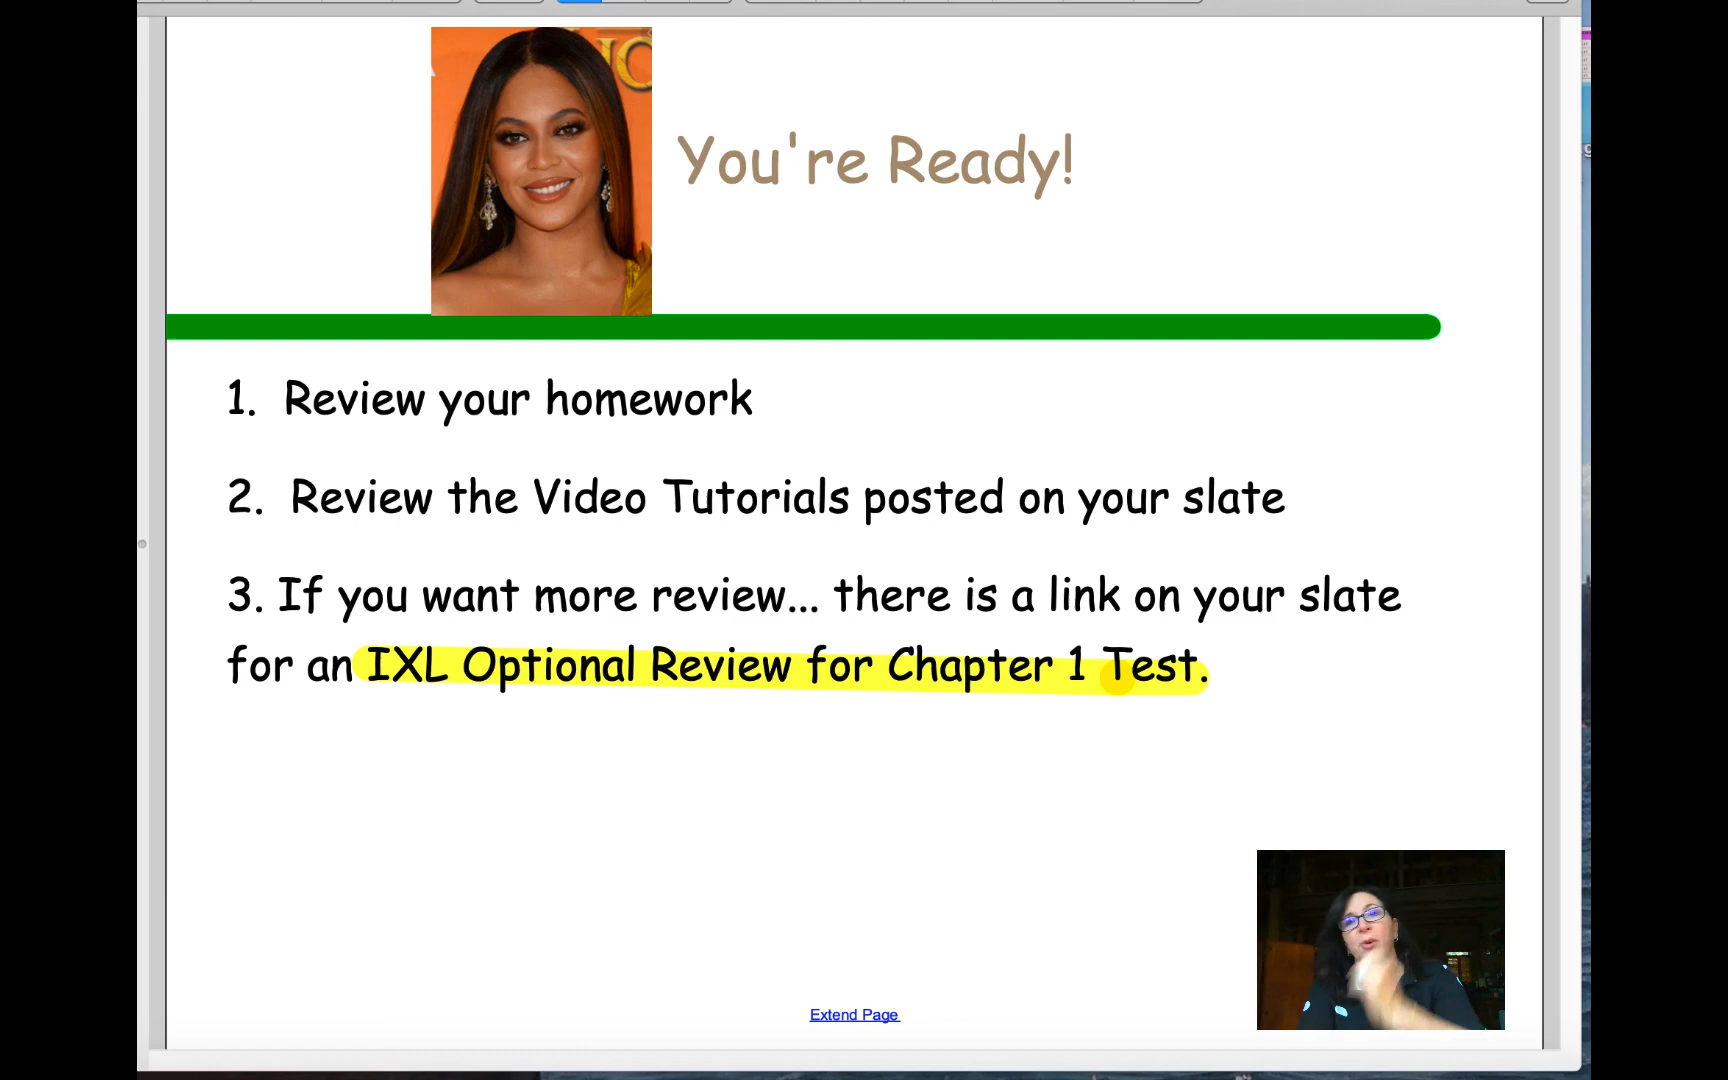 You're Ready!
1. Review your homework
2. Review the Video Tutorials posted on your slate
3. If you want more review... there is a link on your slate
for an IXL Optional Review for Chapter 1 Test.
Extend Page